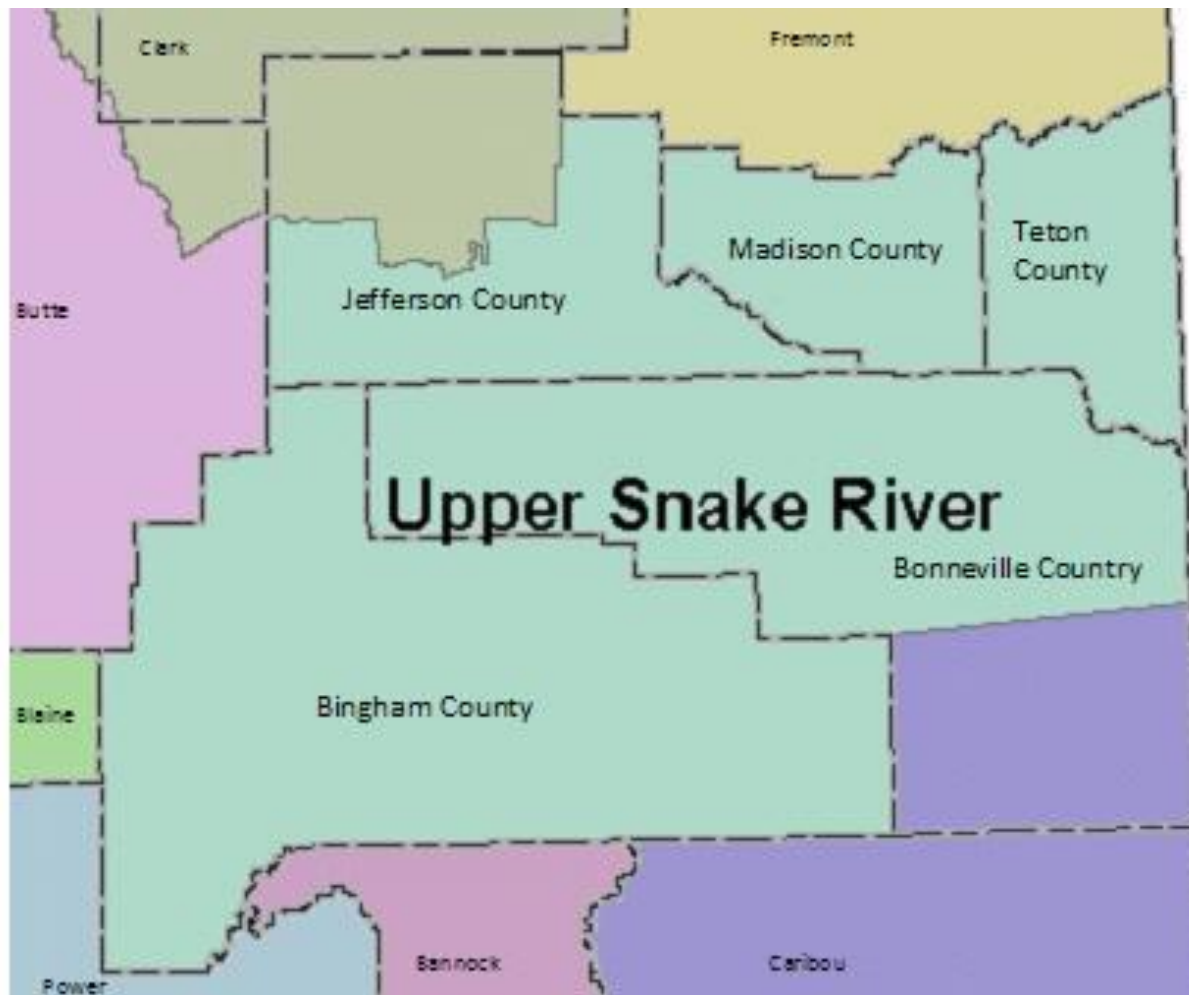 Clark
Fremont
Madison County
Teton
County
Jefferson County
Butte
Upper Snake River
Bonneville Country
Bingham County
Blaine
Bannock
Caribou
Power